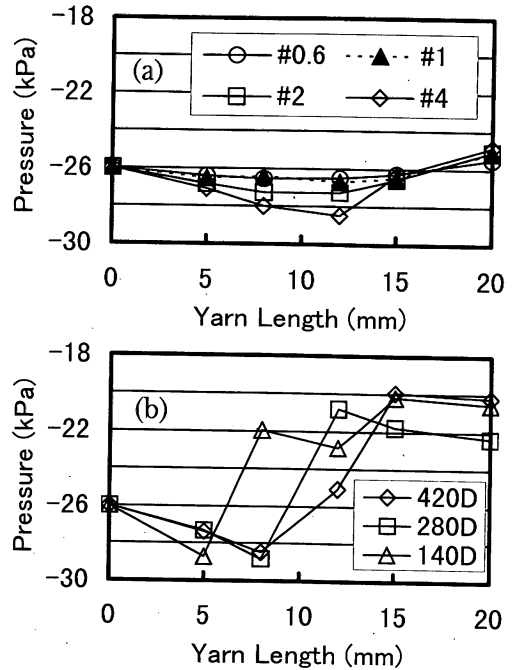 -18
(a)
#0.6
#1
#2
#4
-22
-26
-30
Pressure (kPa)
0 5 10 15 20
Yarn Length (mm)
-18
(b)
-22
-26
-30
Pressure (kPa)
420D
280D
140D
0 5 10 15 20
Yarn Length (mm)